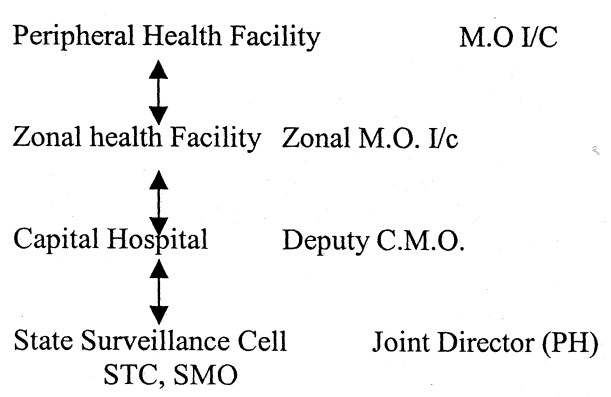 Peripheral Health Facility M.O I/C
Zonal health Facility Zonal M.O. I/c
Capital Hospital Deputy C.M.O.
State Surveillance Cell Joint Director (PH)
STC, SMO